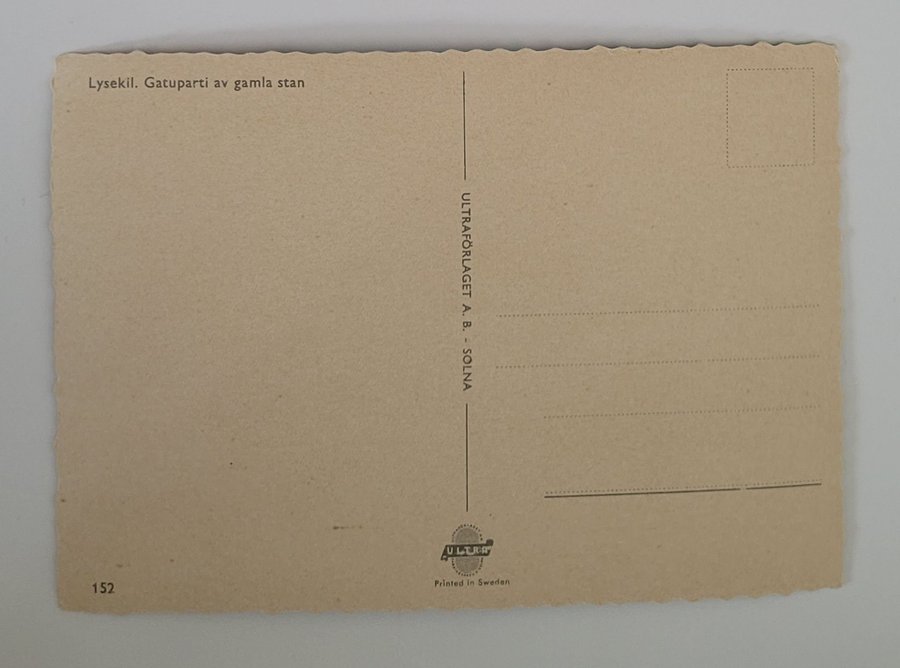 Lysekil. Gatuparti av gamla stan
ULTRAFÖRLAGET A. B. - SOLNA
ULTRA
Printed in Sweden
152